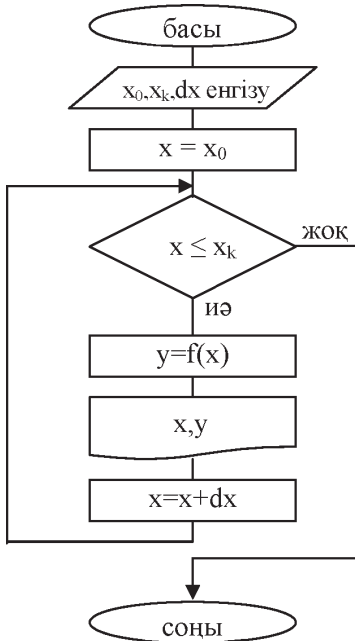 басы
x₀,xₖ,dx енгізу
x = x₀
x ≤ xₖ
жоқ
иә
y=f(x)
x,y
x=x+dx
соңы